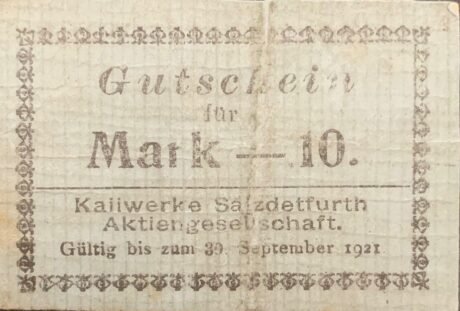 Gutschein
für
Mark — 10.
Kaliwerke Salzdetfurth
Aktiengesellschaft.
Gültig bis zum 30. September 1921